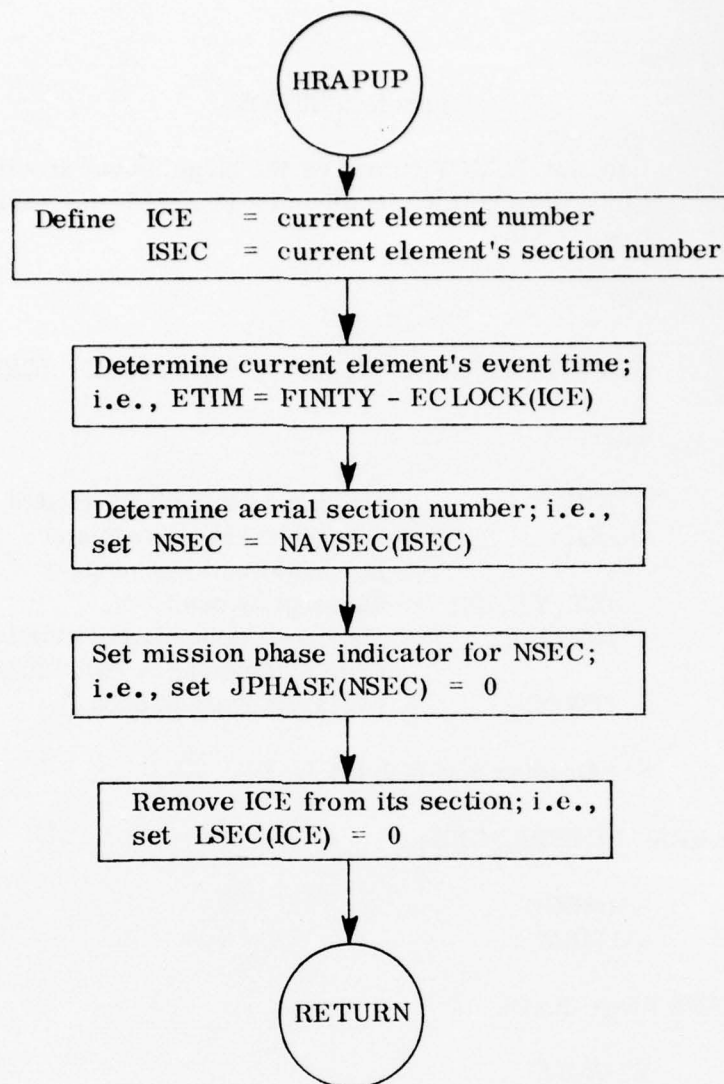 HRAPUP
Define ICE = current element number
ISEC = current element's section number
Determine current element's event time;
i.e., ETIM = FINITY - ECLOCK(ICE)
Determine aerial section number; i.e.,
set NSEC = NAVSEC(ISEC)
Set mission phase indicator for NSEC;
i.e., set JPHASE(NSEC) = 0
Remove ICE from its section; i.e.,
set LSEC(ICE) = 0
RETURN